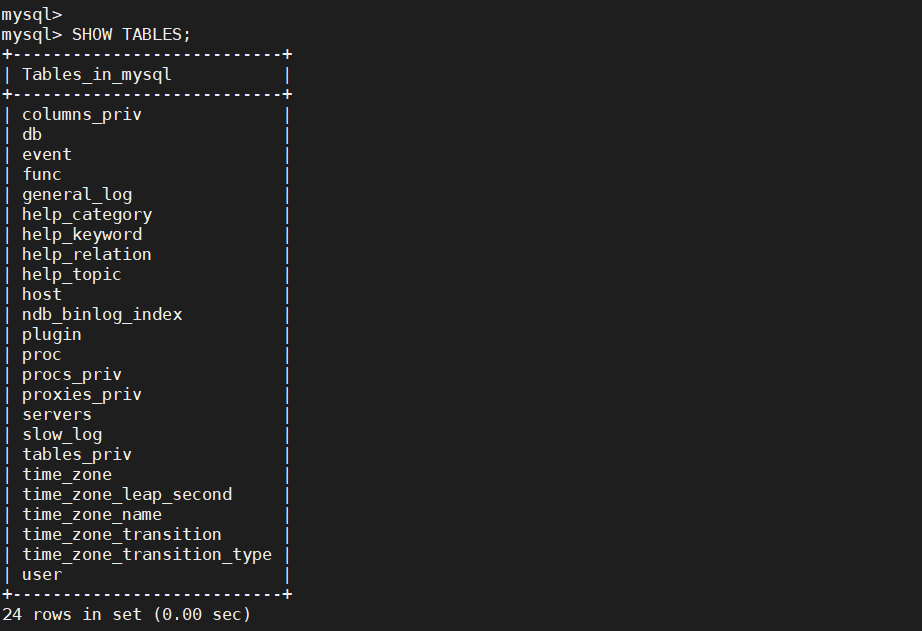 mysql>
mysql> SHOW TABLES;
+---------------------------+
| Tables_in_mysql           |
+---------------------------+
| columns_priv              |
| db                        |
| event                     |
| func                      |
| general_log               |
| help_category             |
| help_keyword              |
| help_relation             |
| help_topic                |
| host                      |
| ndb_binlog_index          |
| plugin                    |
| proc                      |
| procs_priv                |
| proxies_priv              |
| servers                   |
| slow_log                  |
| tables_priv               |
| time_zone                 |
| time_zone_leap_second     |
| time_zone_name            |
| time_zone_transition      |
| time_zone_transition_type |
| user                      |
+---------------------------+
24 rows in set (0.00 sec)